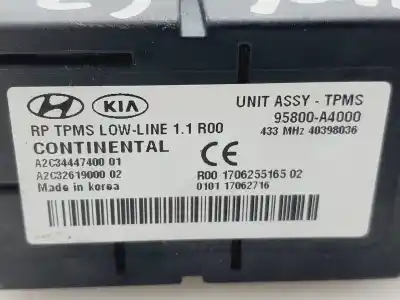 KIA
UNIT ASSY - TPMS
RP TPMS LOW-LINE 1.1 R00
95800-A4000
433 MHz 40398036
CONTINENTAL
CE
A2C34447400 01
A2C32619000 02
R00 1706255165 02
Made in korea
0101 17062716